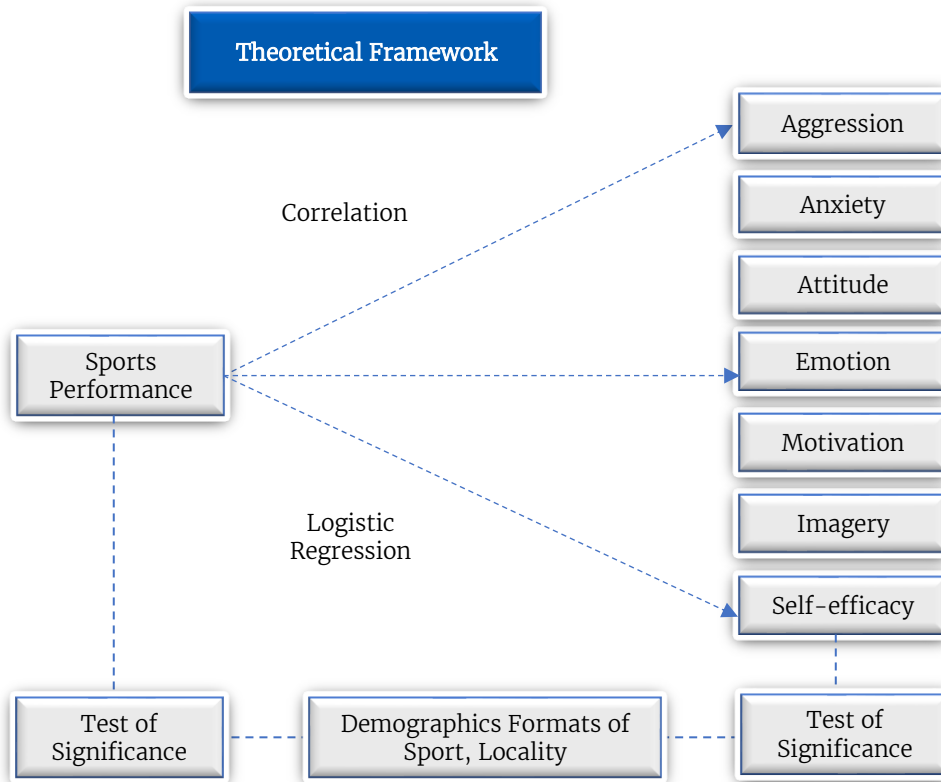 Theoretical Framework
Aggression
Correlation
Anxiety
Attitude
Sports
Performance
Emotion
Motivation
Logistic
Regression
Imagery
Self-efficacy
Test of
Significance
Demographics Formats of
Sport, Locality
Test of
Significance